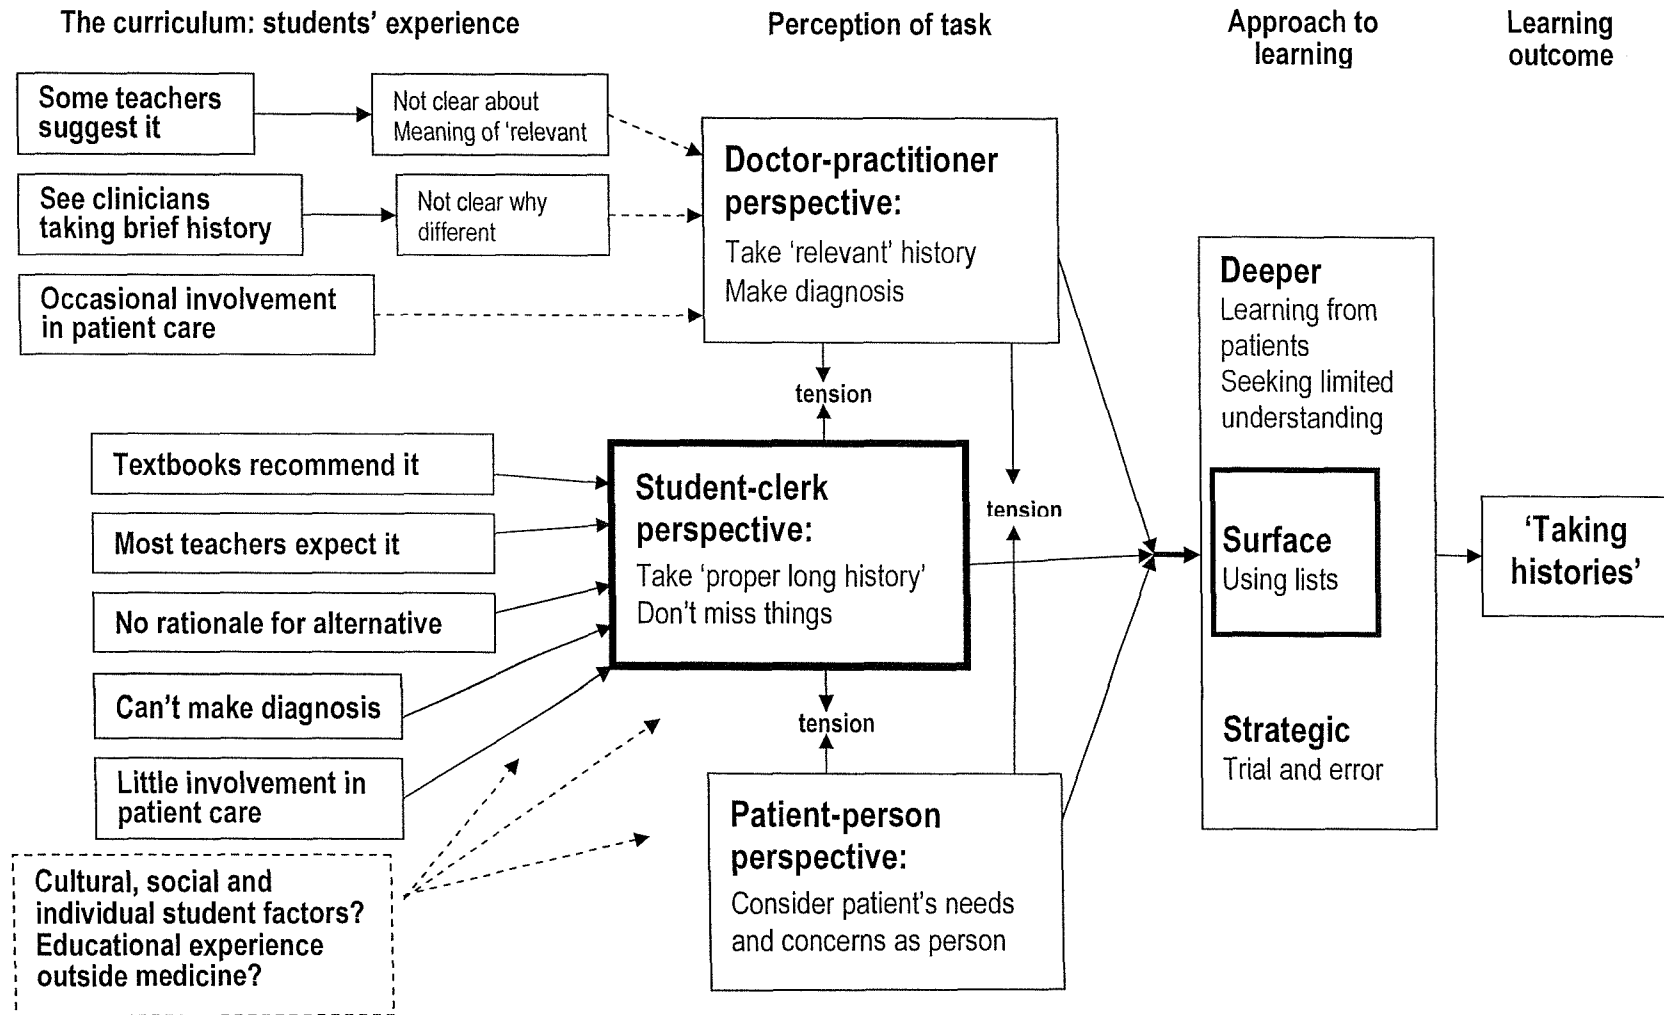 The curriculum: students’ experience
Perception of task
Approach to
learning
Learning
outcome
Some teachers
suggest it
Not clear about
Meaning of ‘relevant
See clinicians
taking brief history
Not clear why
different
Occasional involvement
in patient care
Doctor-practitioner
perspective:
Take ‘relevant’ history
Make diagnosis
tension
Textbooks recommend it
Most teachers expect it
No rationale for alternative
Can’t make diagnosis
Little involvement in
patient care
Cultural, social and
individual student factors?
Educational experience
outside medicine?
Student-clerk
perspective:
Take ‘proper long history’
Don’t miss things
tension
tension
Patient-person
perspective:
Consider patient’s needs
and concerns as person
Deeper
Learning from
patients
Seeking limited
understanding
Surface
Using lists
Strategic
Trial and error
‘Taking
histories’